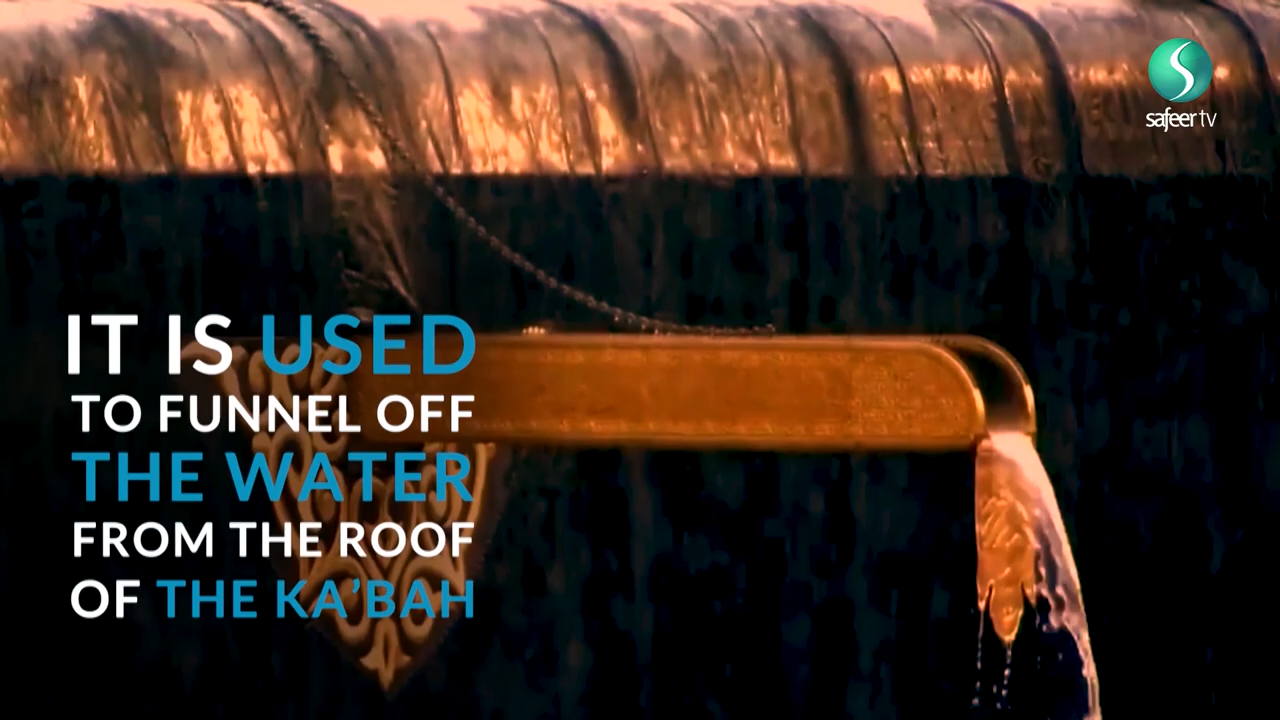 safeer tv
IT IS USED
TO FUNNEL OFF
THE WATER
FROM THE ROOF
OF THE KA'BAH